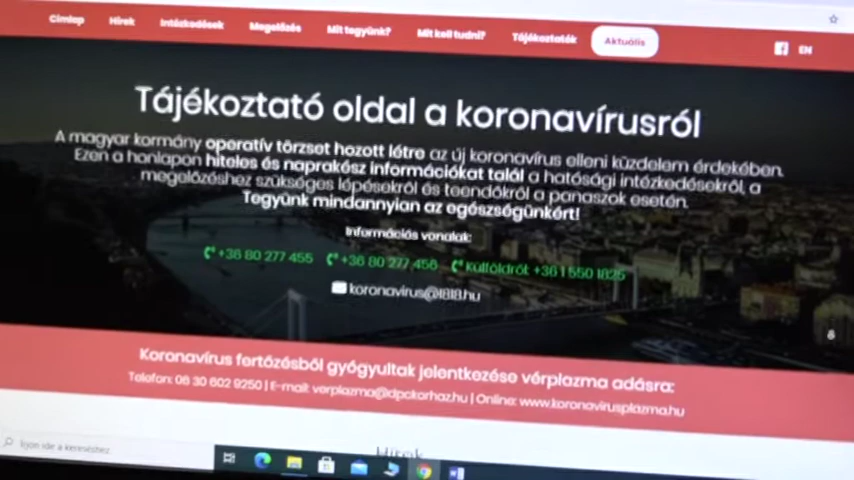 Címlap Hírek Intézkedések Megelőzés Mit tegyünk? Mit kell tudni? Tájékoztatók Aktuális EN
Tájékoztató oldal a koronavírusról
A magyar kormány operatív törzset hozott létre az új koronavírus elleni küzdelem érdekében.
Ezen a honlapon hiteles és naprakész információkat talál a hatósági intézkedésekről, a
megelőzéshez szükséges lépésekről és teendőkről a panaszok esetén.
Tegyünk mindannyian az egészségünkért!
Információs vonalak:
+36 80 277 455 +36 80 277 456 Külföldről: +36 1 550 1825
koronavirus@1818.hu
Koronavírus fertőzésből gyógyultak jelentkezése vérplazma adásra:
Telefon: 06 30 602 9250 | E-mail: verplazma@dpckorhaz.hu | Online: www.koronavirusplazma.hu
Hírek
Írjon ide a kereséshez